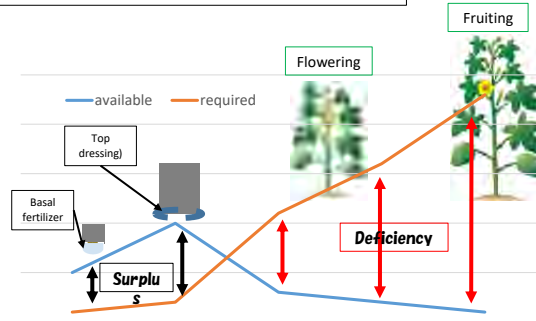 Fruiting
Flowering
available
required
Top
dressing)
Basal
fertilizer
Surplu
s
Deficiency